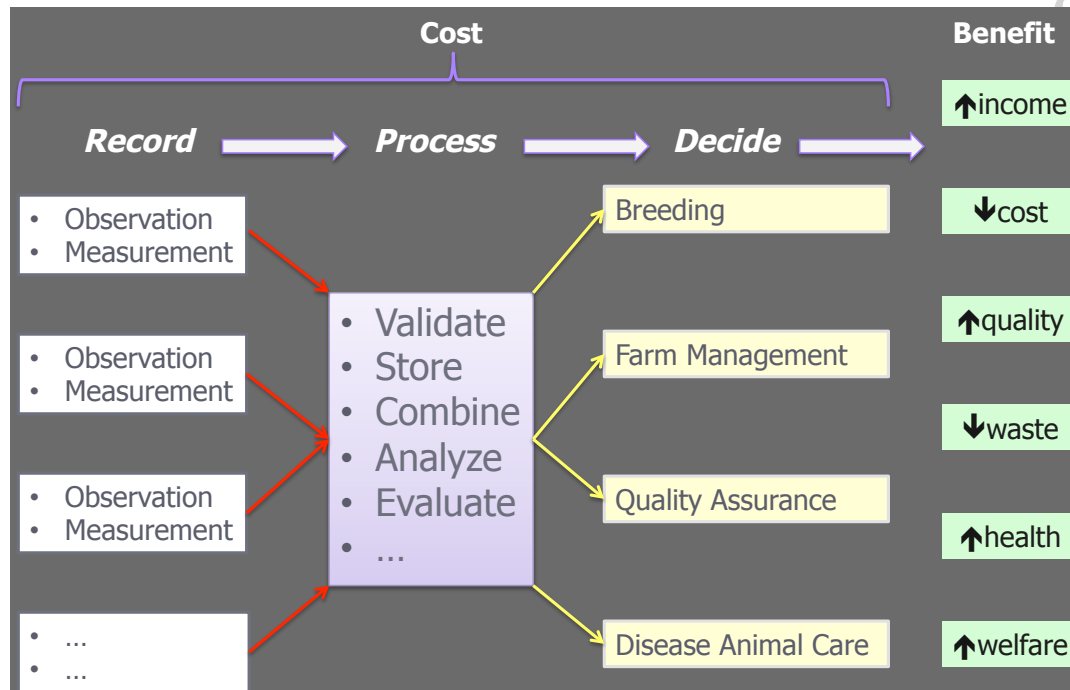 Cost
Benefit
Record
Process
Decide
• Observation
• Measurement
• Observation
• Measurement
• Observation
• Measurement
• ...
• ...
• Validate
• Store
• Combine
• Analyze
• Evaluate
• ...
Breeding
Farm Management
Quality Assurance
Disease Animal Care
↑income
↓cost
↑quality
↓waste
↑health
↑welfare